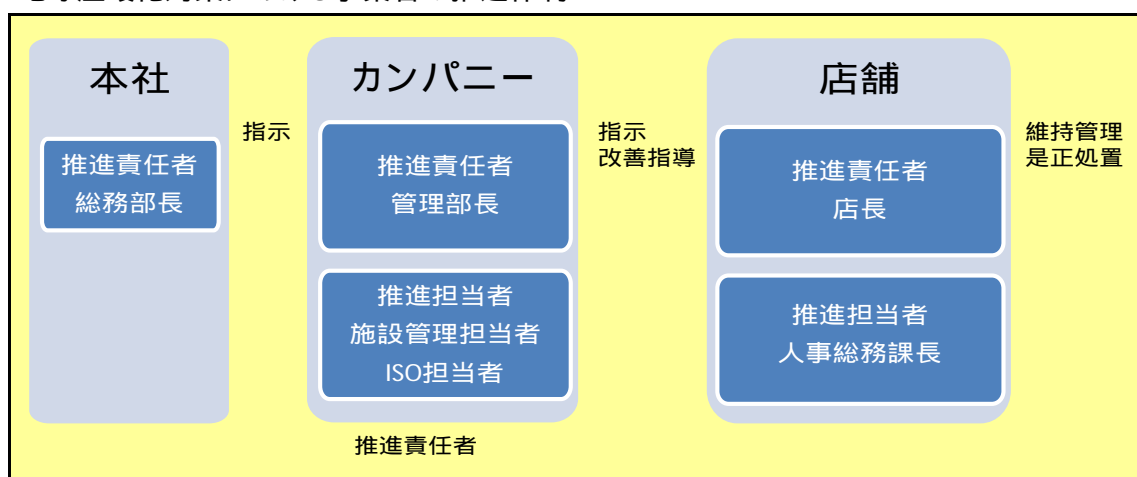 本社
推進責任者
総務部長
指示
カンパニー
推進責任者
管理部長
推進担当者
施設管理担当者
ISO担当者
推進責任者
指示
改善指導
店舗
推進責任者
店長
推進担当者
人事総務課長
維持管理
是正処置